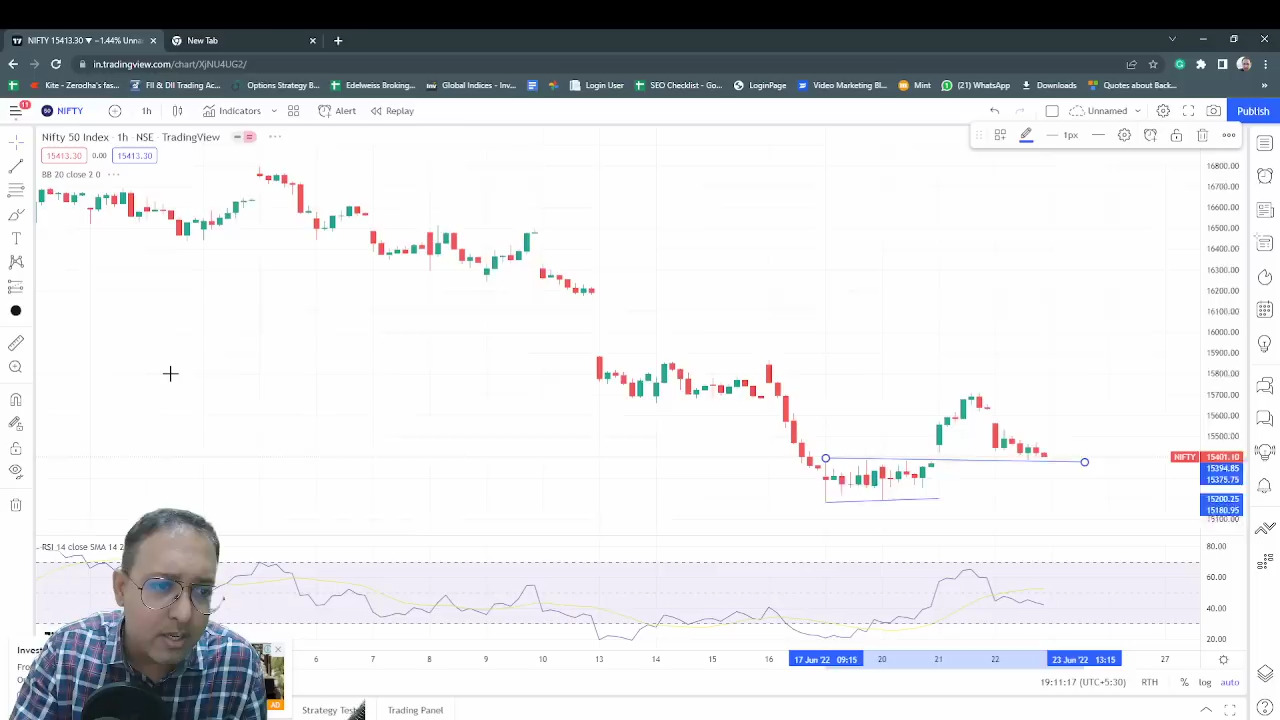 NIFTY 15413.30 ▼ −1.44% Unna
New Tab
in.tradingview.com/chart/XjNU4UG2/
Kite - Zerodha's fas...
FII & DII Trading Ac...
Options Strategy B...
Edelweiss Broking...
Global Indices - Mo...
Login User
SEO Checklist - Go...
LoginPage
Video Marketing Bl...
Mint
(21) WhatsApp
Downloads
Quotes about Back...
11
50 NIFTY
1h
Indicators
Alert
Replay
Unnamed
Publish
Nifty 50 Index · 1h · NSE · TradingView
15413.30 0.00 15413.30
BB 20 close 2 0
1px
16800.00
16700.00
16600.00
16500.00
16400.00
16300.00
16200.00
16100.00
16000.00
15900.00
15800.00
15700.00
15600.00
15500.00
NIFTY 15401.10
15394.85
15375.75
15200.25
15180.95
15100.00
RSI 14 close SMA 14 2
80.00
60.00
40.00
20.00
6 7 8 9 10 13 14 15 16 17 Jun '22 09:15 20 21 22 23 Jun '22 13:15 27
Inves
AD
19:11:17 (UTC+5:30) RTH % log auto
Strategy Test
Trading Panel